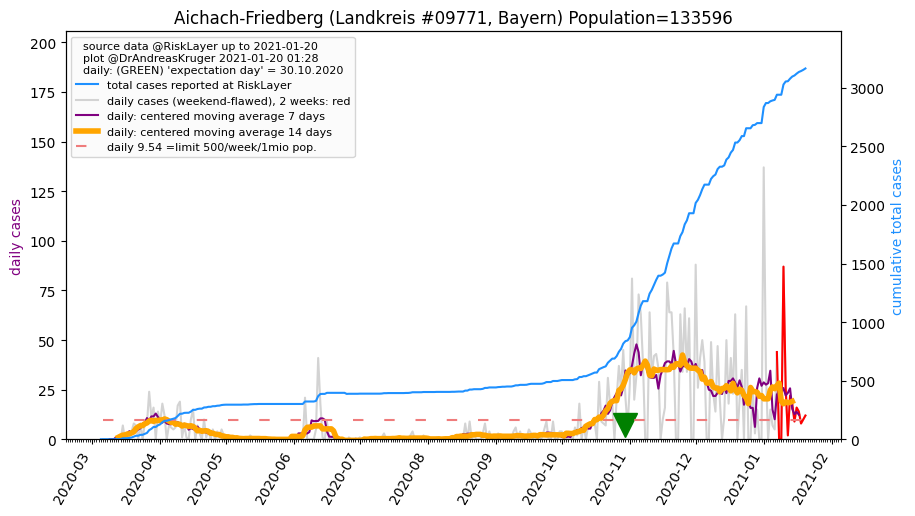 Aichach-Friedberg (Landkreis #09771, Bayern) Population=133596
source data @RiskLayer up to 2021-01-20
plot @DrAndreasKruger 2021-01-20 01:28
daily: (GREEN) 'expectation day' = 30.10.2020
total cases reported at RiskLayer
daily cases (weekend-flawed), 2 weeks: red
daily: centered moving average 7 days
daily: centered moving average 14 days
daily 9.54 =limit 500/week/1mio pop.
daily cases
200
175
150
125
100
75
50
25
0
cumulative total cases
3000
2500
2000
1500
1000
500
0
2020-03
2020-04
2020-05
2020-06
2020-07
2020-08
2020-09
2020-10
2020-11
2020-12
2021-01
2021-02